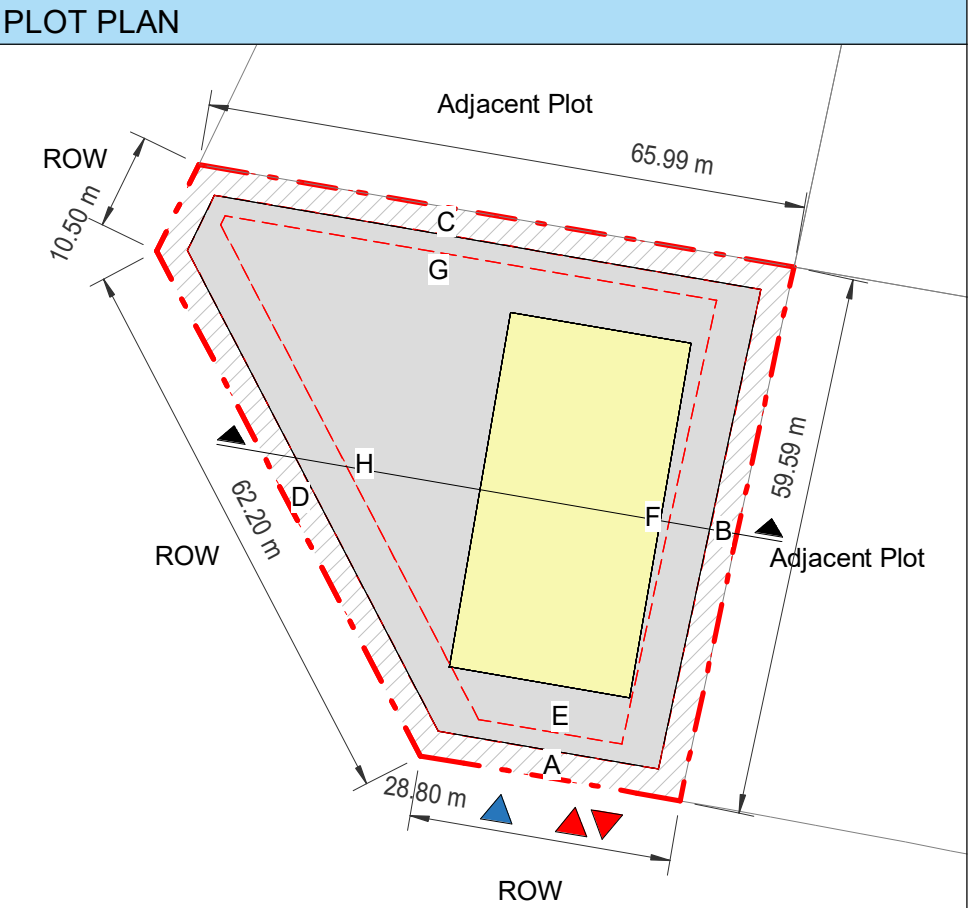 PLOT PLAN
Adjacent Plot
65.99 m
ROW
10.50 m
C
G
59.59 m
H
D
62.20 m
F
B
Adjacent Plot
ROW
E
A
28.80 m
ROW